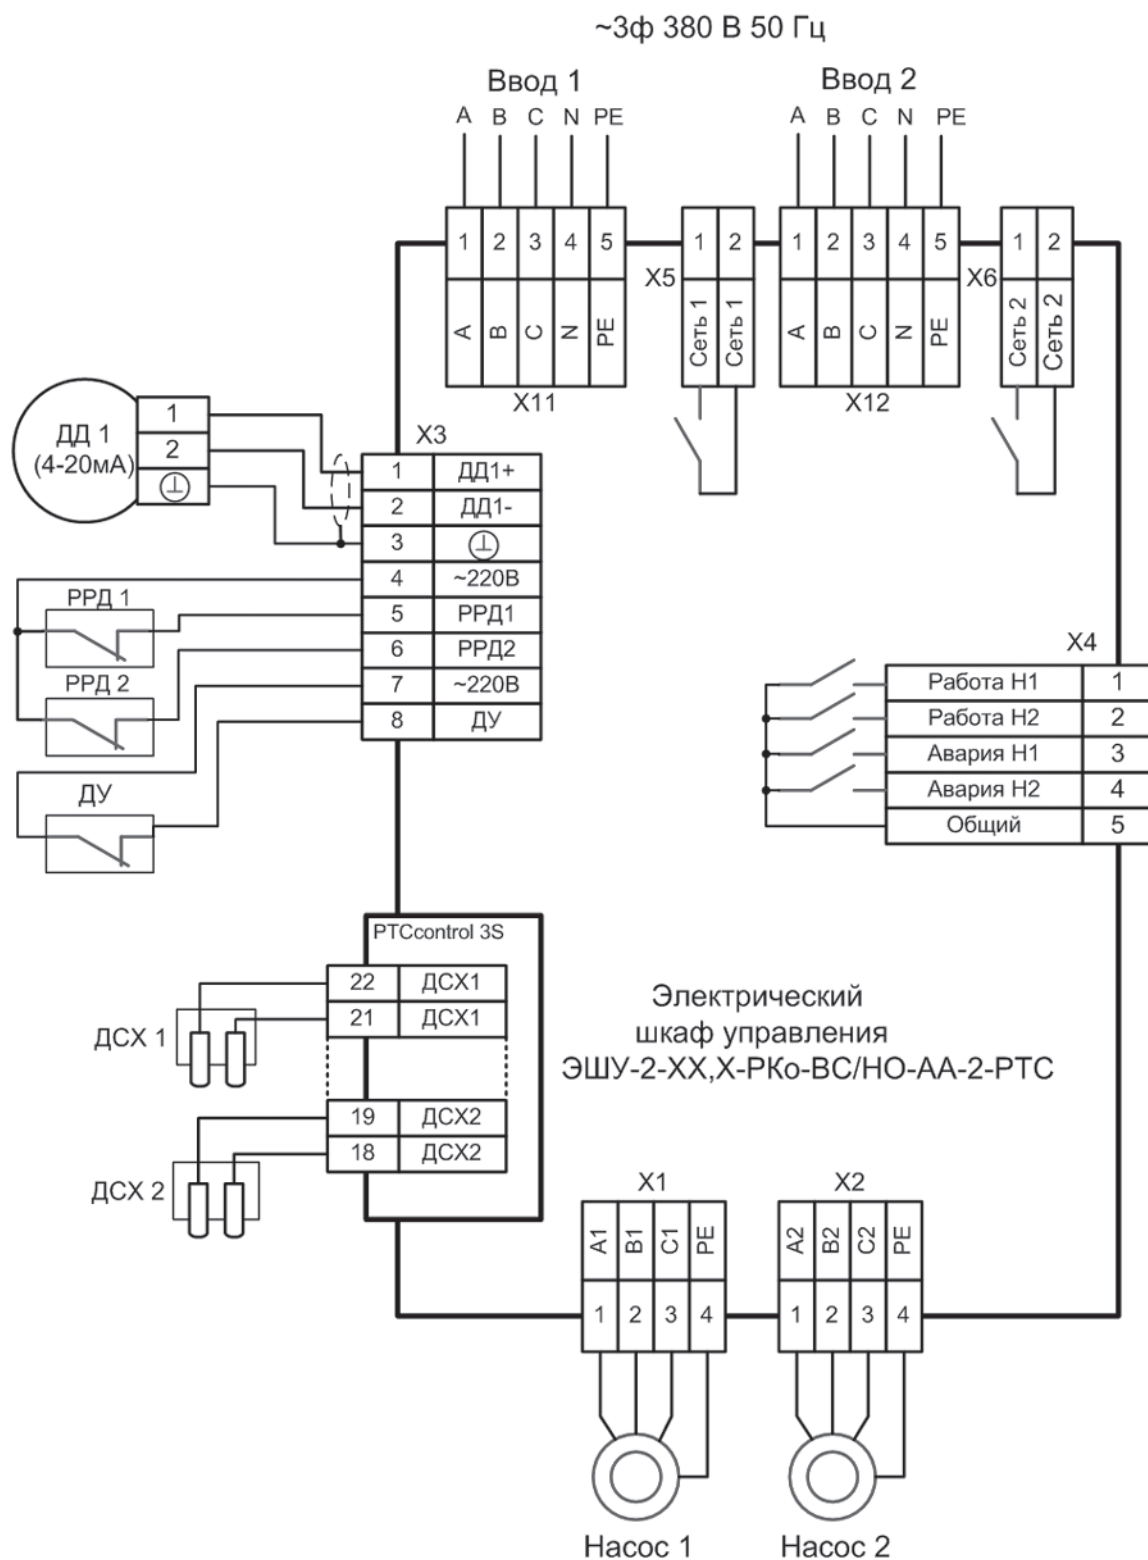 ~3ф 380 В 50 Гц
Ввод 1
Ввод 2
A B C N PE
A B C N PE
1 2 3 4 5
1 2
1 2 3 4 5
1 2
X5
X6
A B C N PE
Сеть 1 Сеть 1
A B C N PE
Сеть 2 Сеть 2
X11
X12
ДД 1
(4-20мА)
1
2
X3
1 ДД1+
2 ДД1-
3
4 ~220В
5 РРД1
6 РРД2
7 ~220В
8 ДУ
РРД 1
РРД 2
ДУ
X4
Работа Н1 1
Работа Н2 2
Авария Н1 3
Авария Н2 4
Общий 5
PTCcontrol 3S
22 ДСХ1
21 ДСХ1
19 ДСХ2
18 ДСХ2
ДСХ 1
ДСХ 2
Электрический
шкаф управления
ЭШУ-2-ХХ,Х-РКо-ВС/НО-АА-2-РТС
X1
X2
A1 B1 C1 PE
A2 B2 C2 PE
1 2 3 4
1 2 3 4
Насос 1
Насос 2